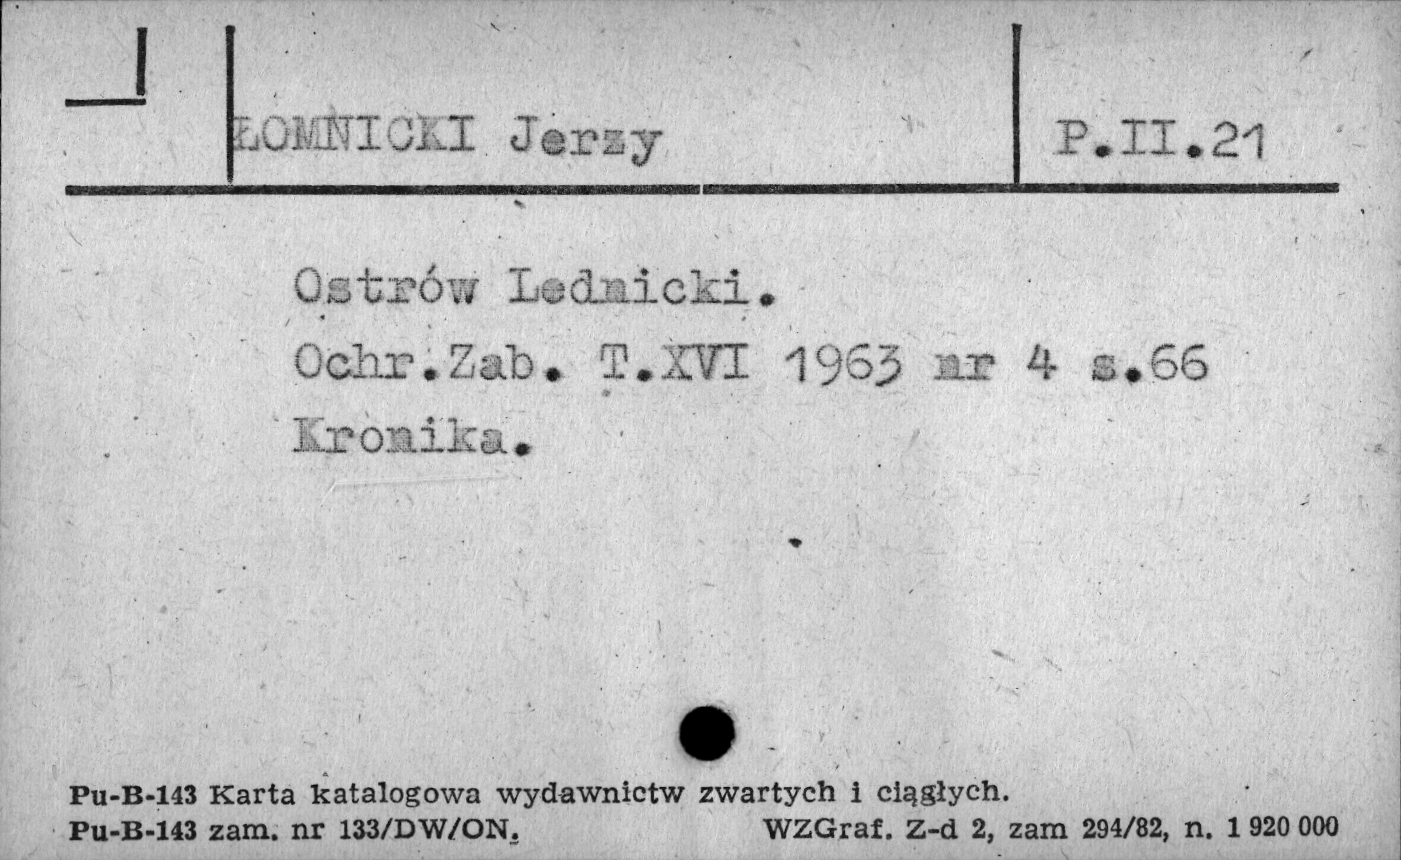 ŁOMNICKI Jerzy P.II.21
Ostrów Lednicki.
Ochr.Zab. T.XVI 1963 nr 4 s.66
Kronika.
Pu-B-143 Karta katalogowa wydawnictw zwartych i ciągłych.
Pu-B-143 zam. nr 133/DW/ON. WZGraf. Z-d 2, zam 294/82, n. 1 920 000